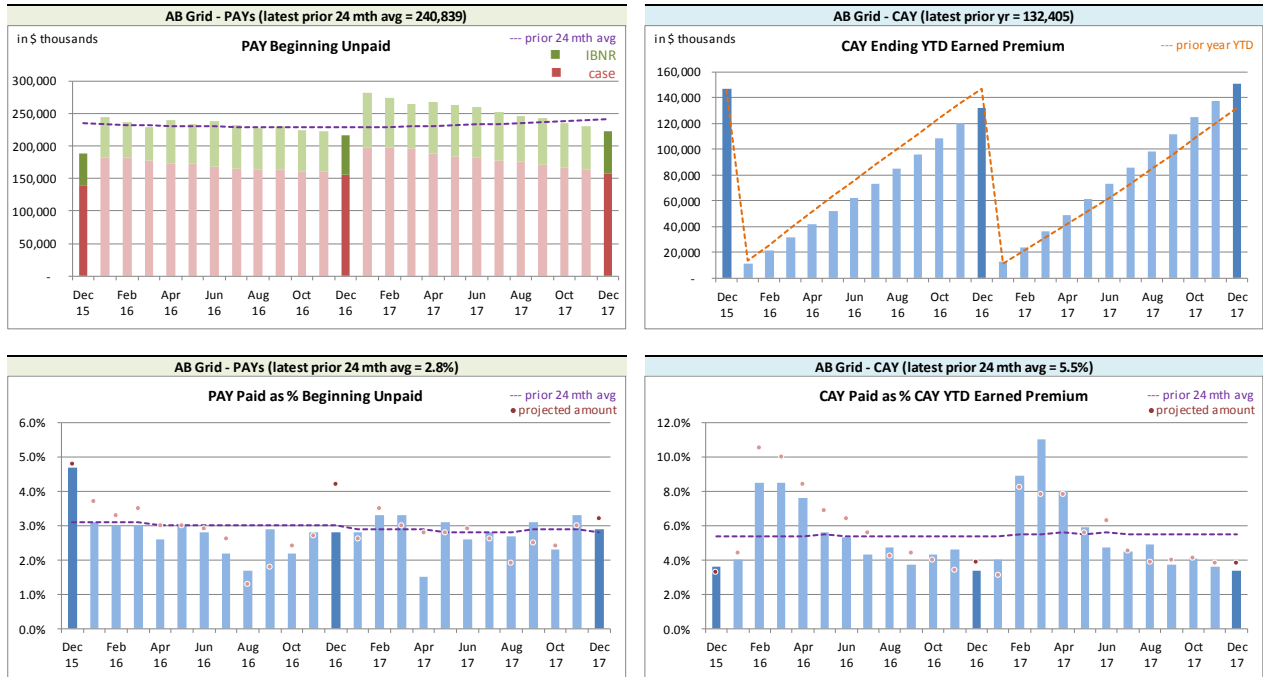 AB Grid - PAYs (latest prior 24 mth avg = 240,839)
in $ thousands
PAY Beginning Unpaid
--- prior 24 mth avg
IBNR
case
300,000
250,000
200,000
150,000
100,000
50,000
-
Dec Feb Apr Jun Aug Oct Dec Feb Apr Jun Aug Oct Dec
15 16 16 16 16 16 16 17 17 17 17 17 17
AB Grid - CAY (latest prior yr = 132,405)
in $ thousands
CAY Ending YTD Earned Premium
--- prior year YTD
160,000
140,000
120,000
100,000
80,000
60,000
40,000
20,000
-
Dec Feb Apr Jun Aug Oct Dec Feb Apr Jun Aug Oct Dec
15 16 16 16 16 16 16 17 17 17 17 17 17
AB Grid - PAYs (latest prior 24 mth avg = 2.8%)
PAY Paid as % Beginning Unpaid
--- prior 24 mth avg
projected amount
6.0%
5.0%
4.0%
3.0%
2.0%
1.0%
0.0%
Dec Feb Apr Jun Aug Oct Dec Feb Apr Jun Aug Oct Dec
15 16 16 16 16 16 16 17 17 17 17 17 17
AB Grid - CAY (latest prior 24 mth avg = 5.5%)
CAY Paid as % CAY YTD Earned Premium
--- prior 24 mth avg
projected amount
12.0%
10.0%
8.0%
6.0%
4.0%
2.0%
0.0%
Dec Feb Apr Jun Aug Oct Dec Feb Apr Jun Aug Oct Dec
15 16 16 16 16 16 16 17 17 17 17 17 17